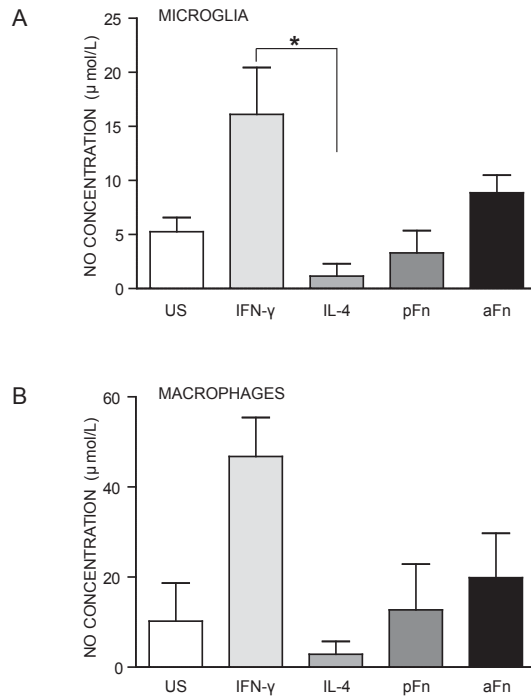 A
MICROGLIA
NO CONCENTRATION (μ mol/L)
25
20
15
10
5
0
*
US IFN-γ IL-4 pFn aFn
B
MACROPHAGES
NO CONCENTRATION (μ mol/L)
60
40
20
0
US IFN-γ IL-4 pFn aFn